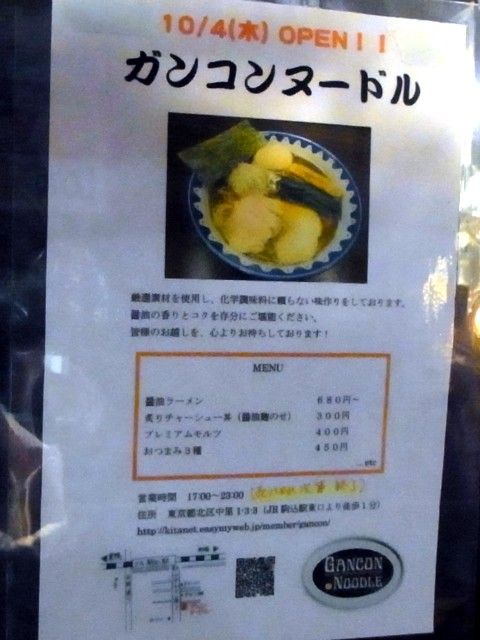 10/4(木) OPEN！！
ガンコンヌードル
厳選素材を使用し、化学調味料に頼らない味作りをしております。
醤油の香りとコクを存分にご堪能ください。
皆様のお越しを、心よりお待ちしております！
MENU
醤油ラーメン 680円～
炙りチャーシュー丼（醤油麹のせ） 300円
プレミアムモルツ 400円
おつまみ３種 450円
...etc
営業時間 17:00～23:00
住所 東京都北区中里 1-3-3（JR 駒込駅東口より徒歩１分）
http://kitanet.easymyweb.jp/member/gancon/
GANCON
NOODLE